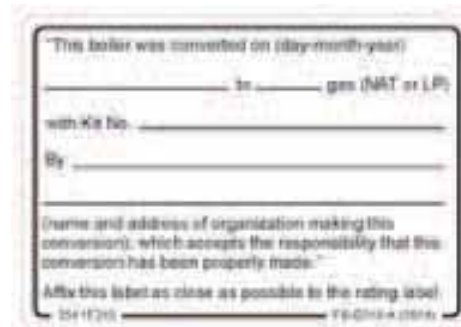 "This boiler was converted on (day-month-year)
to gas (NAT or LP)
with Kit No.
By
(name and address of organization making this
conversion), which accepts the responsibility that this
conversion has been properly made."
Affix this label as close as possible to the rating label.